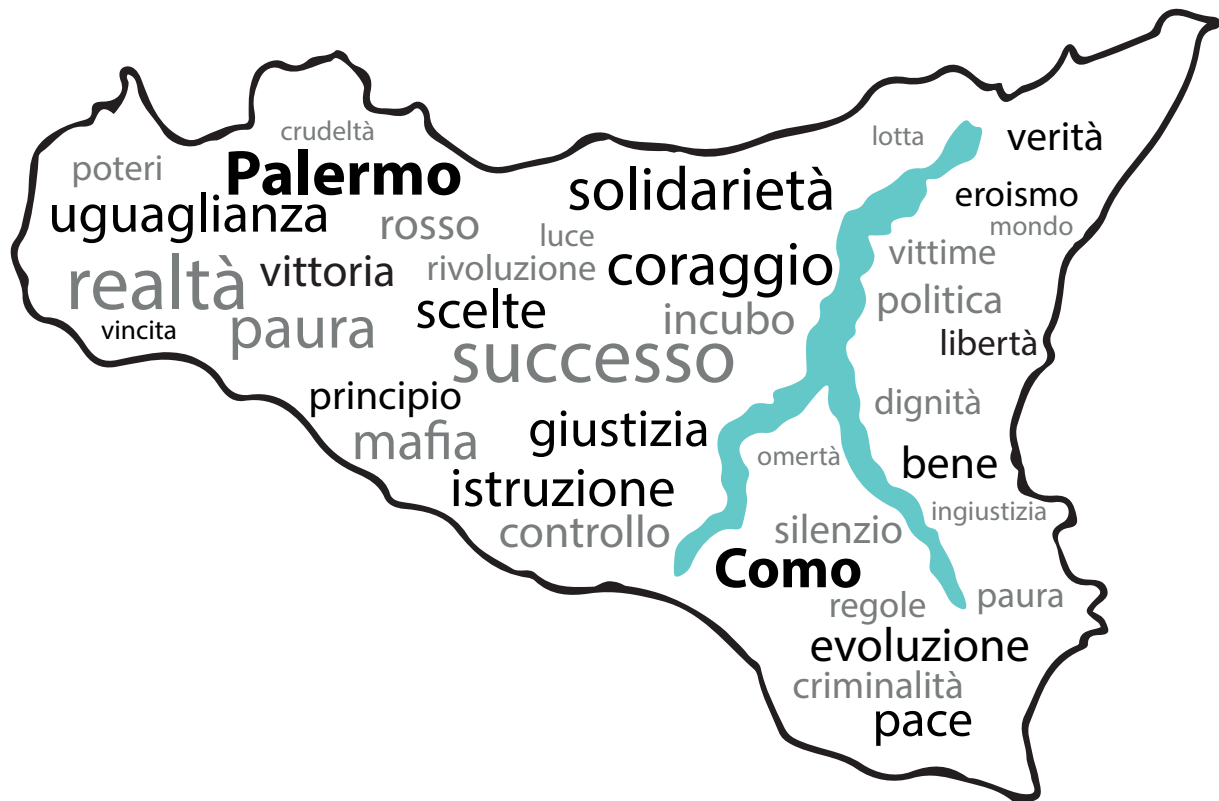 crudeltà
lotta
verità
poteri
Palermo
solidarietà
eroismo
uguaglianza
rosso
luce
mondo
vittime
realtà
vittoria
rivoluzione
coraggio
politica
vincita
paura
scelte
incubo
libertà
successo
principio
dignità
mafia
giustizia
omertà
bene
istruzione
controllo
silenzio
ingiustizia
Como
regole
paura
evoluzione
criminalità
pace